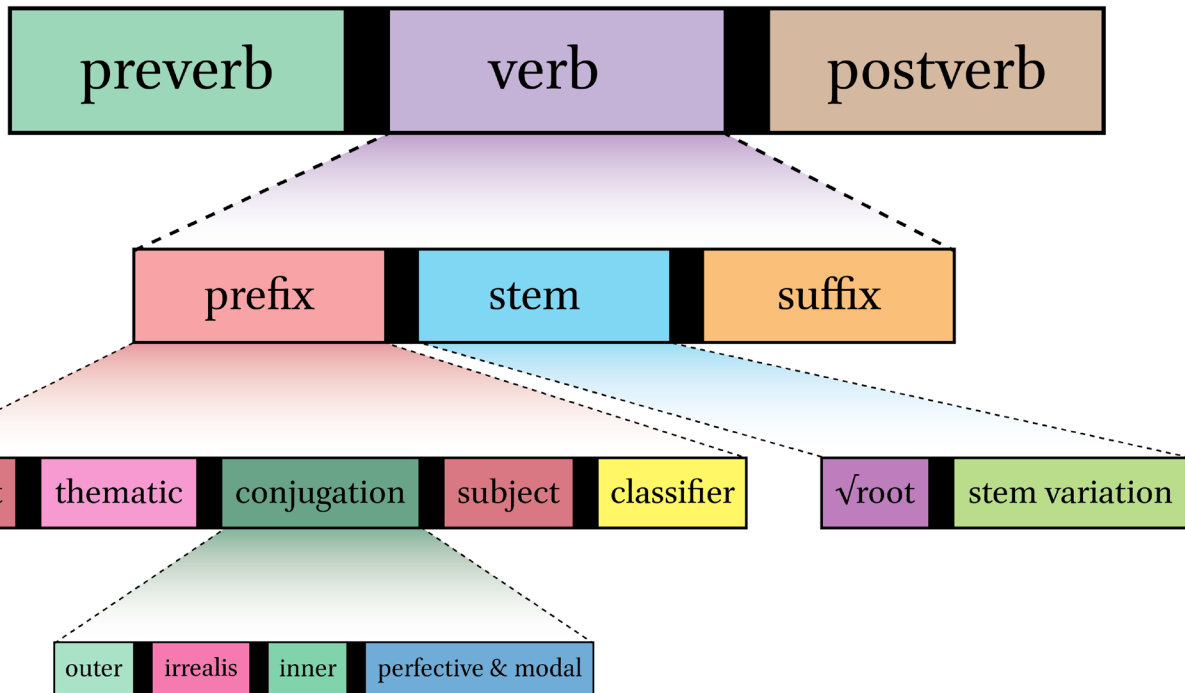 preverb verb postverb
prefix stem suffix
t thematic conjugation subject classifier √root stem variation
outer irrealis inner perfective & modal